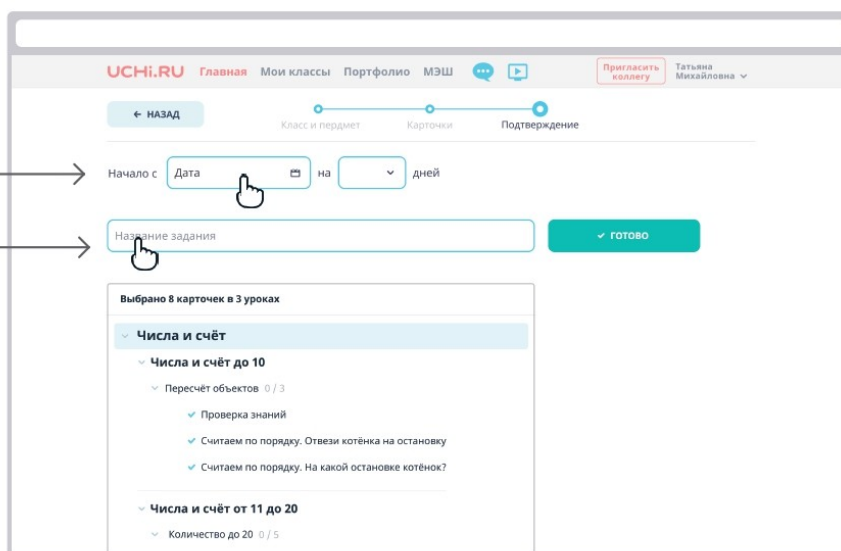 UCHi.RU Главная Мои классы Портфолио МЭШ Пригласить коллегу Татьяна Михайловна
← НАЗАД
Класс и пердмет Карточки Подтверждение
Начало с Дата на дней
Название задания
ГОТОВО
Выбрано 8 карточек в 3 уроках
Числа и счёт
Числа и счёт до 10
Пересчёт объектов 0 / 3
Проверка знаний
Считаем по порядку. Отвези котёнка на остановку
Считаем по порядку. На какой остановке котёнок?
Числа и счёт от 11 до 20
Количество до 20 0 / 5